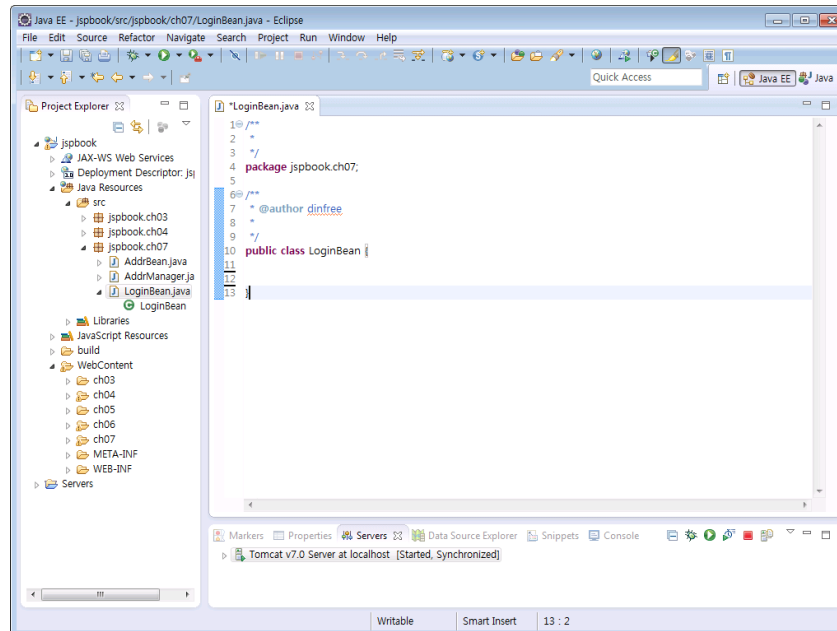 Java EE - jspbook/src/jspbook/ch07/LoginBean.java - Eclipse
File Edit Source Refactor Navigate Search Project Run Window Help
Quick Access
Java EE
Java
Project Explorer
jspbook
JAX-WS Web Services
Deployment Descriptor: jsp
Java Resources
src
jspbook.ch03
jspbook.ch04
jspbook.ch07
AddrBean.java
AddrManager.ja
LoginBean.java
LoginBean
Libraries
JavaScript Resources
build
WebContent
ch03
ch04
ch05
ch06
ch07
META-INF
WEB-INF
Servers
*LoginBean.java
1 /**
2 *
3 */
4 package jspbook.ch07;
5
6 /**
7 * @author dinfree
8 *
9 */
10 public class LoginBean {
11
12
13 }
Markers Properties Servers Data Source Explorer Snippets Console
Tomcat v7.0 Server at localhost [Started, Synchronized]
Writable Smart Insert 13 : 2